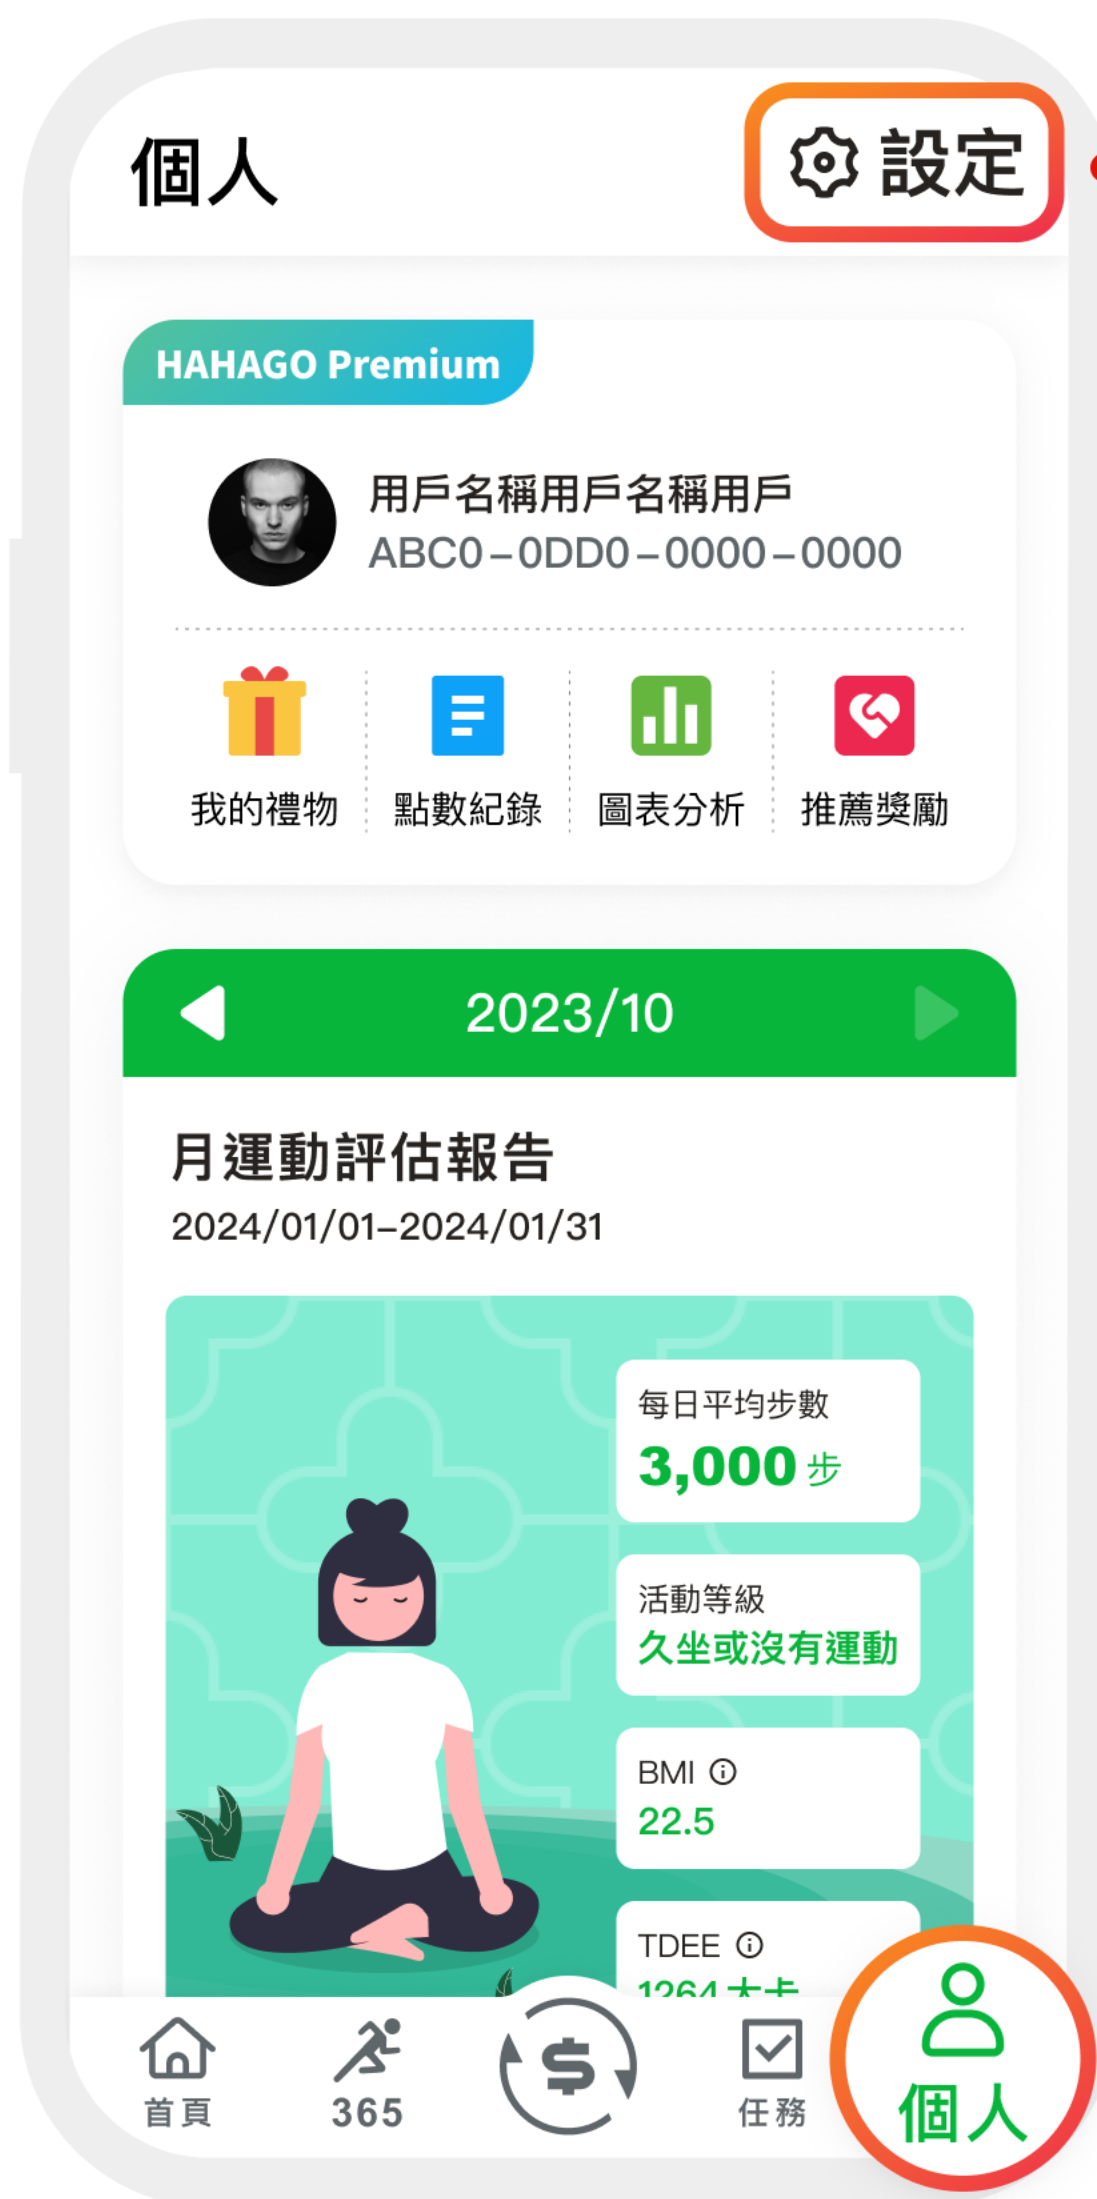 個人
設定
HAHAGO Premium
用戶名稱用戶名稱用戶
ABC0-0DD0-0000-0000
我的禮物
點數紀錄
圖表分析
推薦獎勵
2023/10
月運動評估報告
2024/01/01-2024/01/31
每日平均步數
3,000 步
活動等級
久坐或沒有運動
BMI
22.5
TDEE
1264 大卡
首頁
365
任務
個人